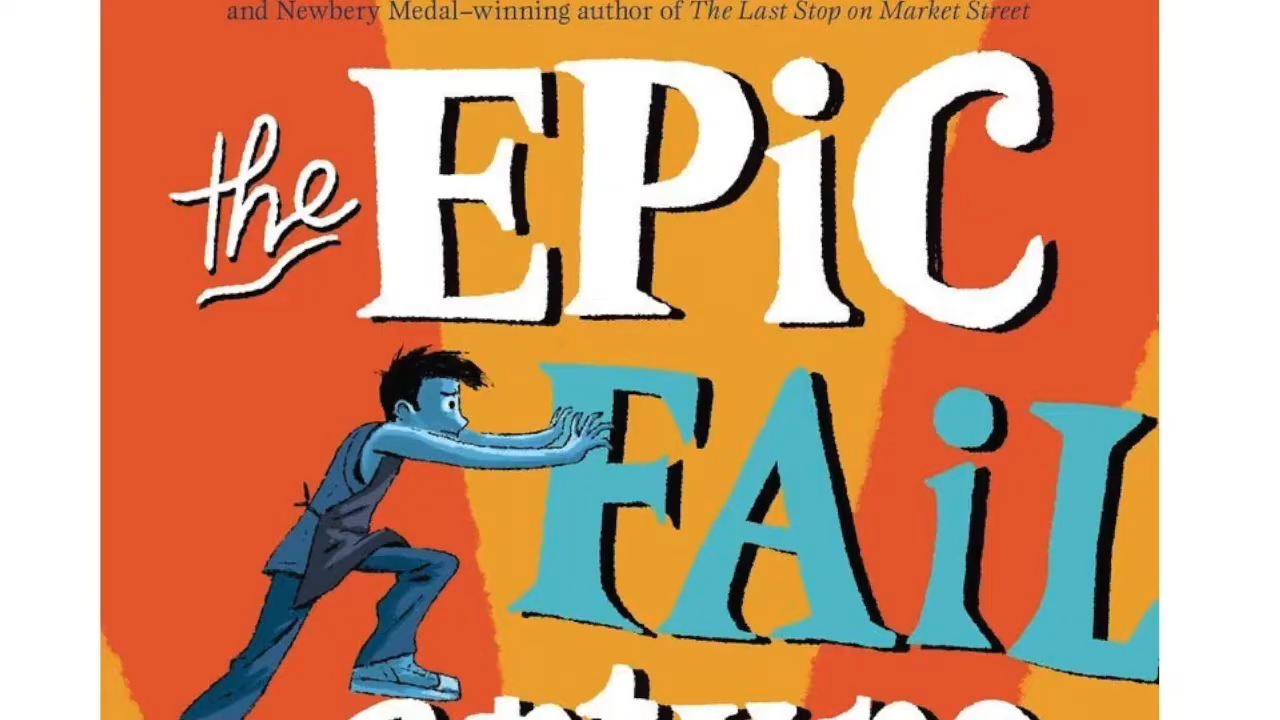 and Newbery Medal–winning author of The Last Stop on Market Street
the EPiC
FAiL